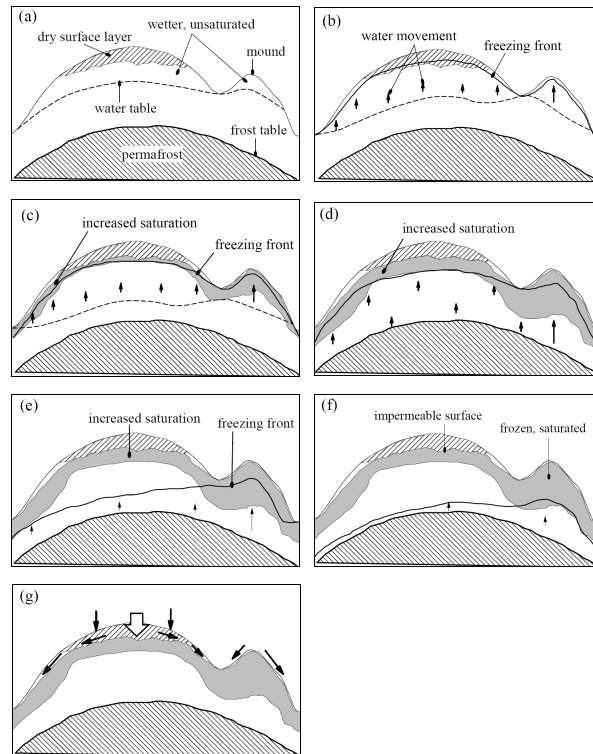 (a)
wetter, unsaturated
dry surface layer
mound
water table
frost table
permafrost
(b)
water movement
freezing front
(c)
increased saturation
freezing front
(d)
increased saturation
(e)
increased saturation
freezing front
(f)
impermeable surface
frozen, saturated
(g)